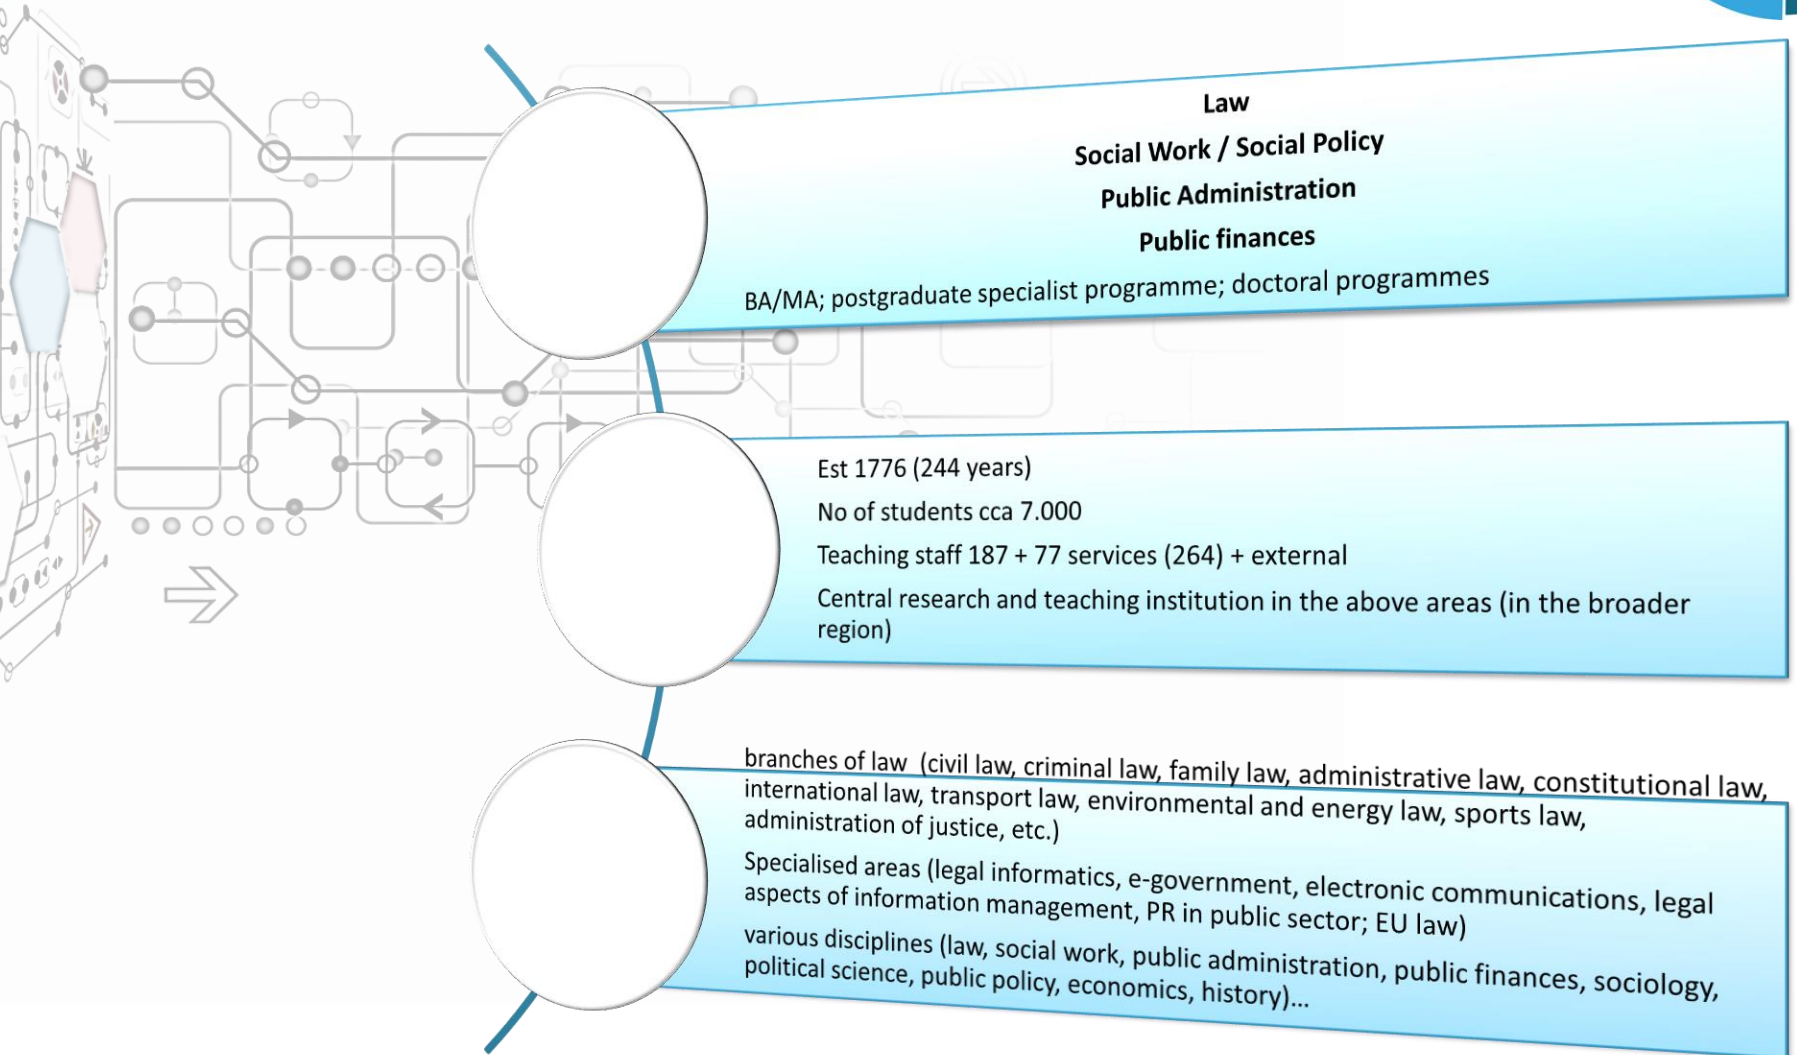 Law
Social Work / Social Policy
Public Administration
Public finances
BA/MA; postgraduate specialist programme; doctoral programmes
Est 1776 (244 years)
No of students cca 7.000
Teaching staff 187 + 77 services (264) + external
Central research and teaching institution in the above areas (in the broader
region)
branches of law  (civil law, criminal law, family law, administrative law, constitutional law,
international law, transport law, environmental and energy law, sports law,
administration of justice, etc.)
Specialised areas (legal informatics, e-government, electronic communications, legal
aspects of information management, PR in public sector; EU law)
various disciplines (law, social work, public administration, public finances, sociology,
political science, public policy, economics, history)...